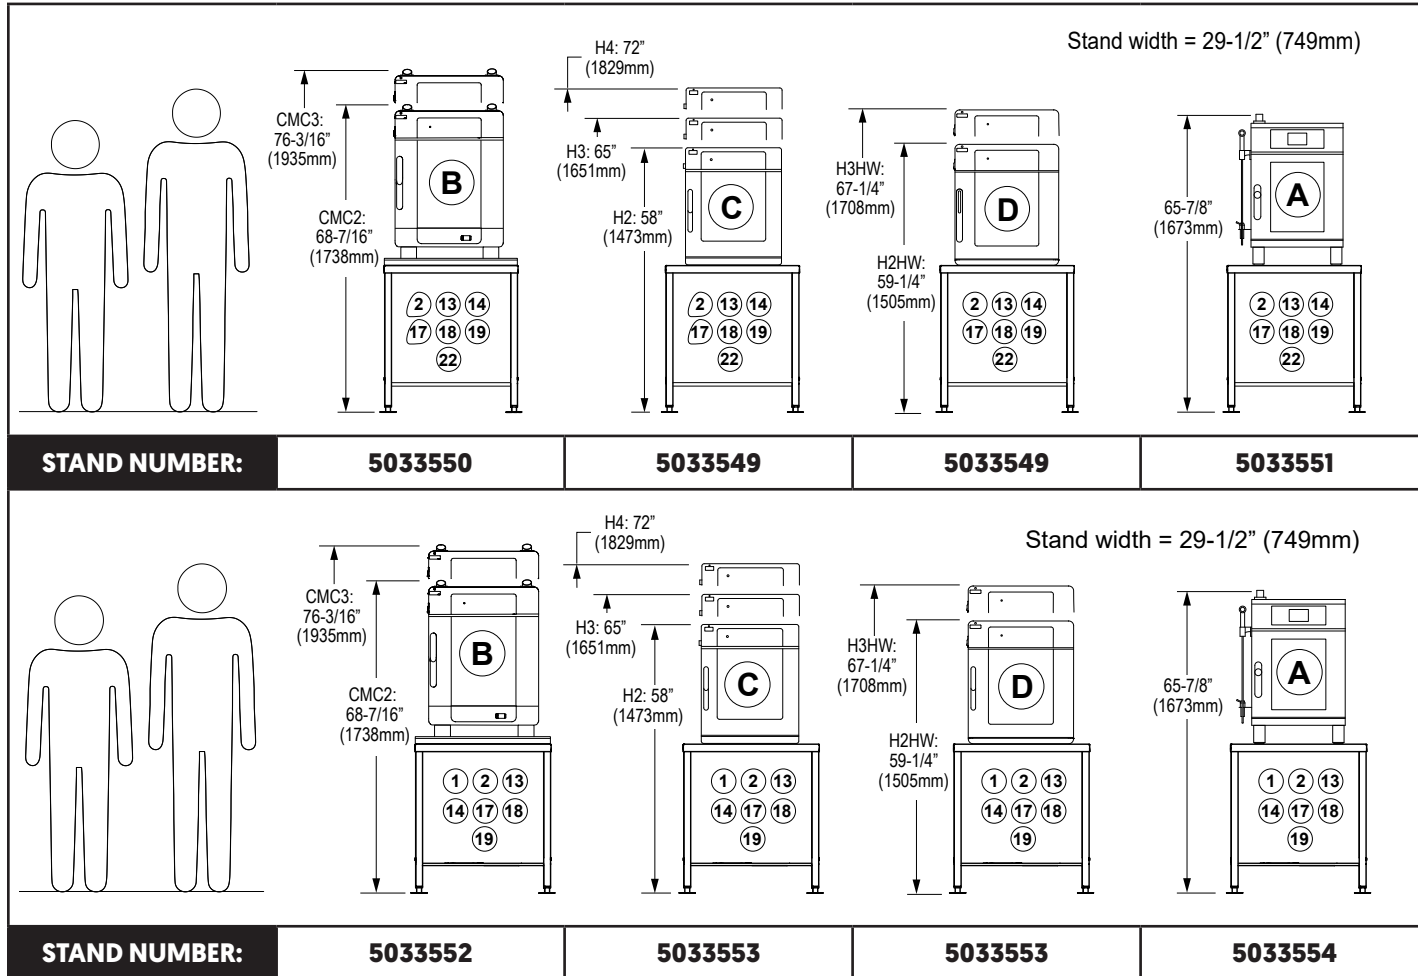 Stand width = 29-1/2” (749mm)
CMC3:
76-3/16”
(1935mm)
CMC2:
68-7/16”
(1738mm)
B
2 13 14
17 18 19
22
H4: 72”
(1829mm)
H3: 65”
(1651mm)
H2: 58”
(1473mm)
C
2 13 14
17 18 19
22
H3HW:
67-1/4”
(1708mm)
H2HW:
59-1/4”
(1505mm)
D
2 13 14
17 18 19
22
65-7/8”
(1673mm)
A
2 13 14
17 18 19
22
STAND NUMBER: 5033550 5033549 5033549 5033551
Stand width = 29-1/2” (749mm)
CMC3:
76-3/16”
(1935mm)
CMC2:
68-7/16”
(1738mm)
B
1 2 13
14 17 18
19
H4: 72”
(1829mm)
H3: 65”
(1651mm)
H2: 58”
(1473mm)
C
1 2 13
14 17 18
19
H3HW:
67-1/4”
(1708mm)
H2HW:
59-1/4”
(1505mm)
D
1 2 13
14 17 18
19
65-7/8”
(1673mm)
A
1 2 13
14 17 18
19
STAND NUMBER: 5033552 5033553 5033553 5033554